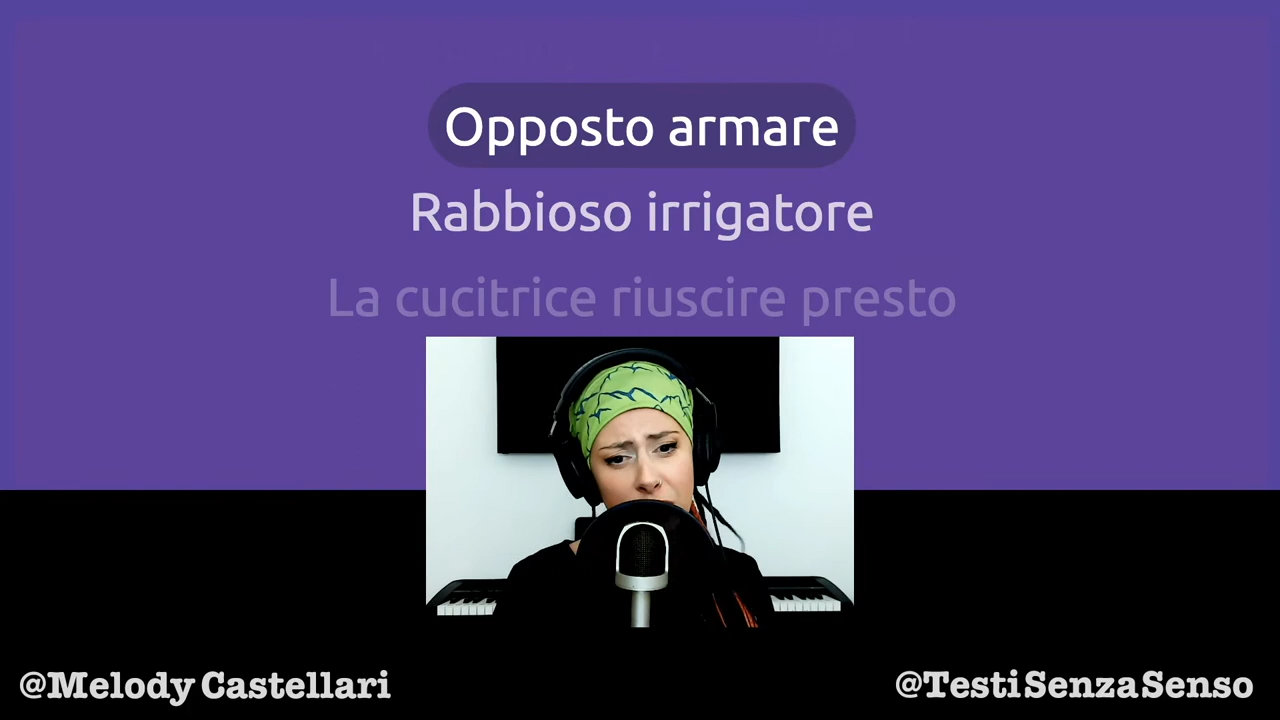 Opposto armare
Rabbioso irrigatore
La cucitrice riuscire presto
@Melody Castellari
@TestiSenzaSenso